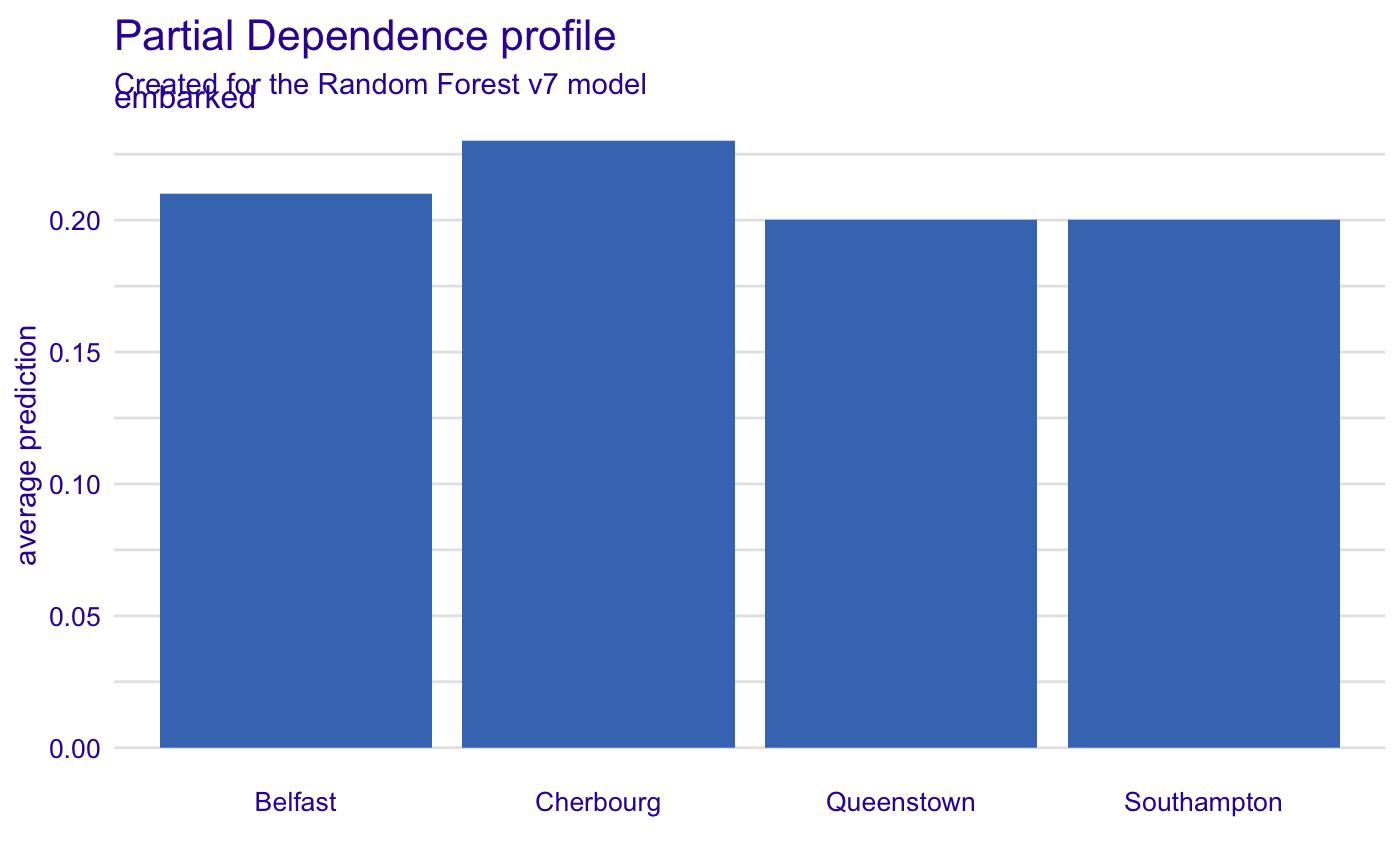 Partial Dependence profile
Created for the Random Forest v7 model
embarked
average prediction
0.20
0.15
0.10
0.05
0.00
Belfast
Cherbourg
Queenstown
Southampton